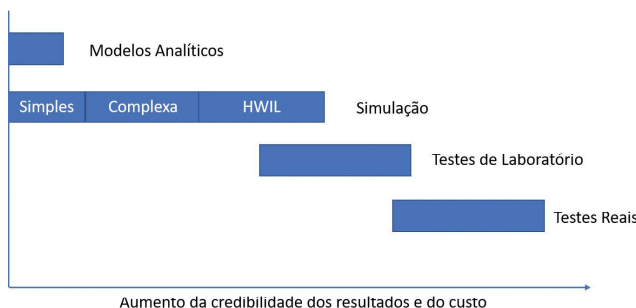 Modelos Analíticos
Simples Complexa HWIL Simulação
Testes de Laboratório
Testes Reais
Aumento da credibilidade dos resultados e do custo